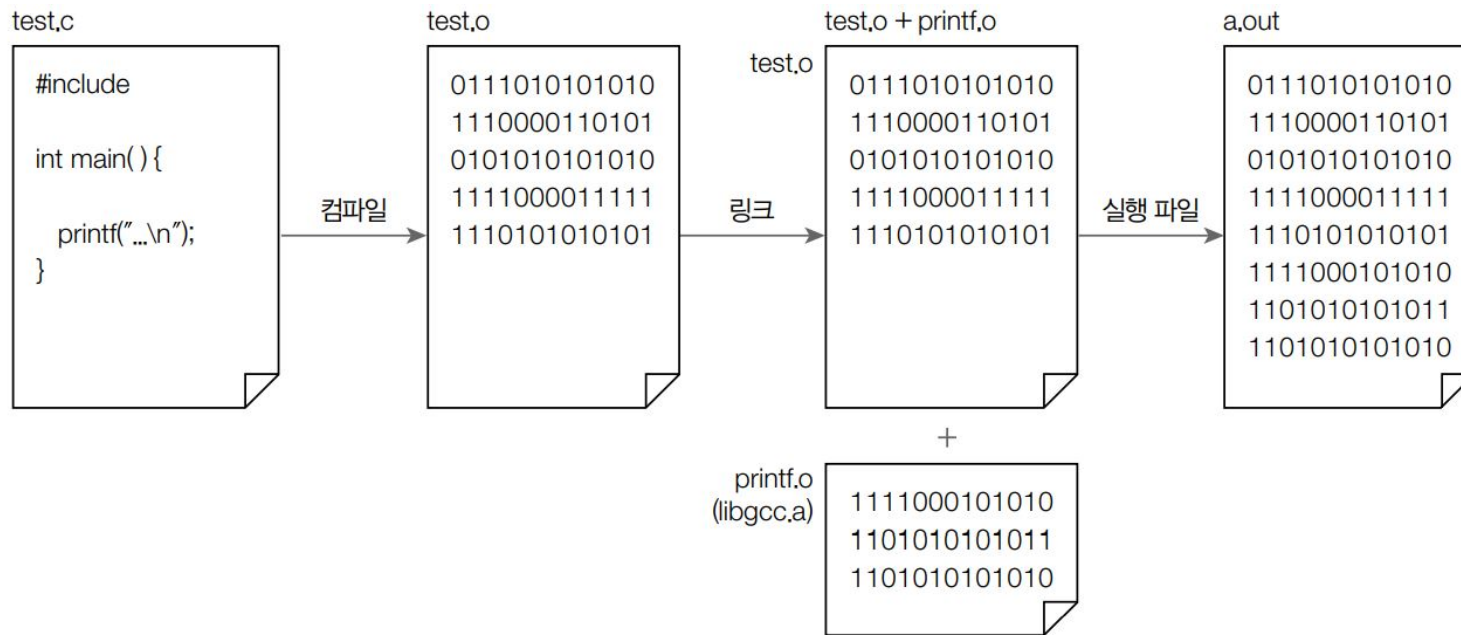 test.c
#include
int main( ) {
printf("...\n");
}
컴파일
test.o
0111010101010
1110000110101
0101010101010
1111000011111
1110101010101
링크
test.o + printf.o
test.o
0111010101010
1110000110101
0101010101010
1111000011111
1110101010101
+
printf.o
(libgcc.a)
1111000101010
1101010101011
1101010101010
실행 파일
a.out
0111010101010
1110000110101
0101010101010
1111000011111
1110101010101
1111000101010
1101010101011
1101010101010